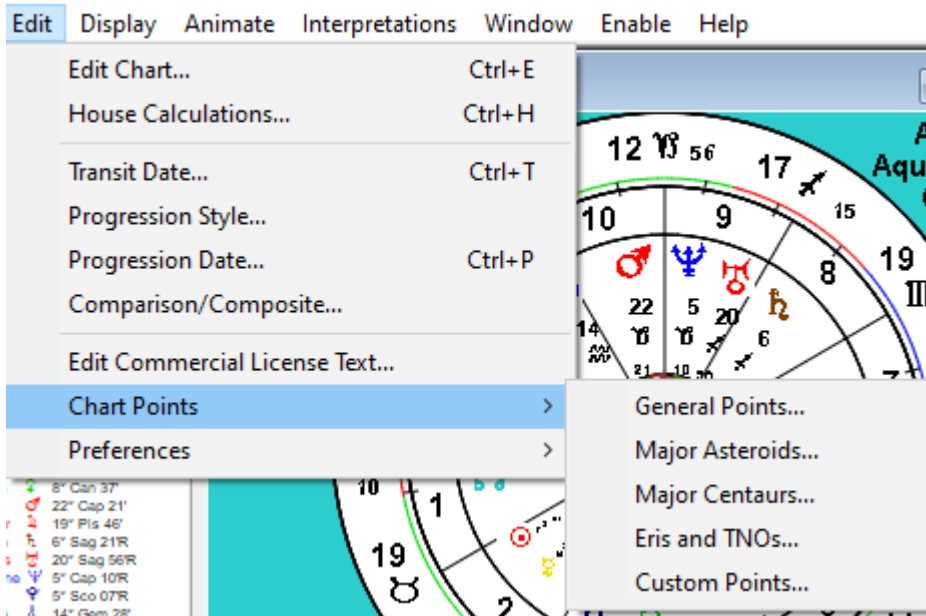 Edit Display Animate Interpretations Window Enable Help
Edit Chart... Ctrl+E
House Calculations... Ctrl+H
Transit Date... Ctrl+T
Progression Style...
Progression Date... Ctrl+P
Comparison/Composite...
Edit Commercial License Text...
Chart Points >
Preferences >
General Points...
Major Asteroids...
Major Centaurs...
Eris and TNOs...
Custom Points...
Aqu
12 ♑ 56
17 ♐ 15
19
10
9
8
22
♑
5
♑
20
♐
6
♐
14
♒
10
1
19
♉
2
8° Can 37'
22° Cap 21'
19° Pis 46'
6° Sag 21'R
20° Sag 56'R
5° Cap 10'R
5° Sco 07'R
14° Gem 28'